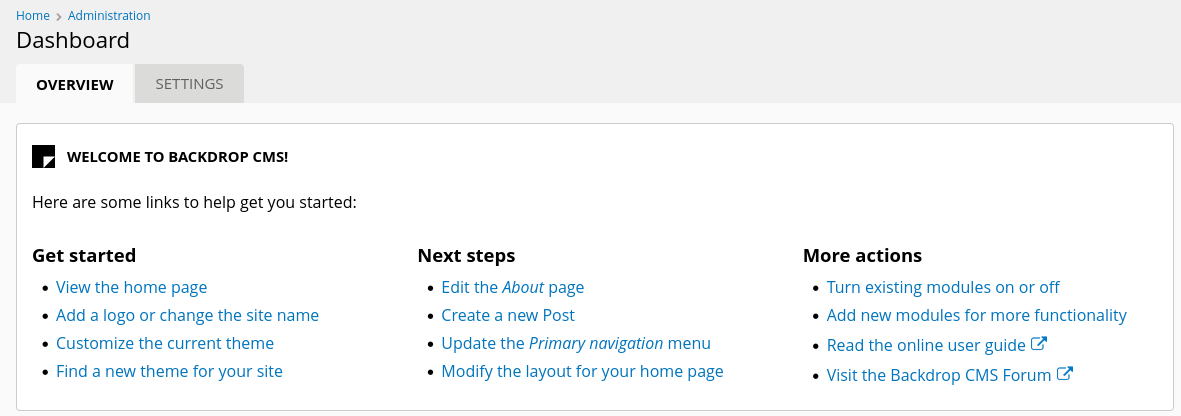 Home > Administration
Dashboard
OVERVIEW SETTINGS
WELCOME TO BACKDROP CMS!
Here are some links to help get you started:
Get started
• View the home page
• Add a logo or change the site name
• Customize the current theme
• Find a new theme for your site
Next steps
• Edit the About page
• Create a new Post
• Update the Primary navigation menu
• Modify the layout for your home page
More actions
• Turn existing modules on or off
• Add new modules for more functionality
• Read the online user guide
• Visit the Backdrop CMS Forum